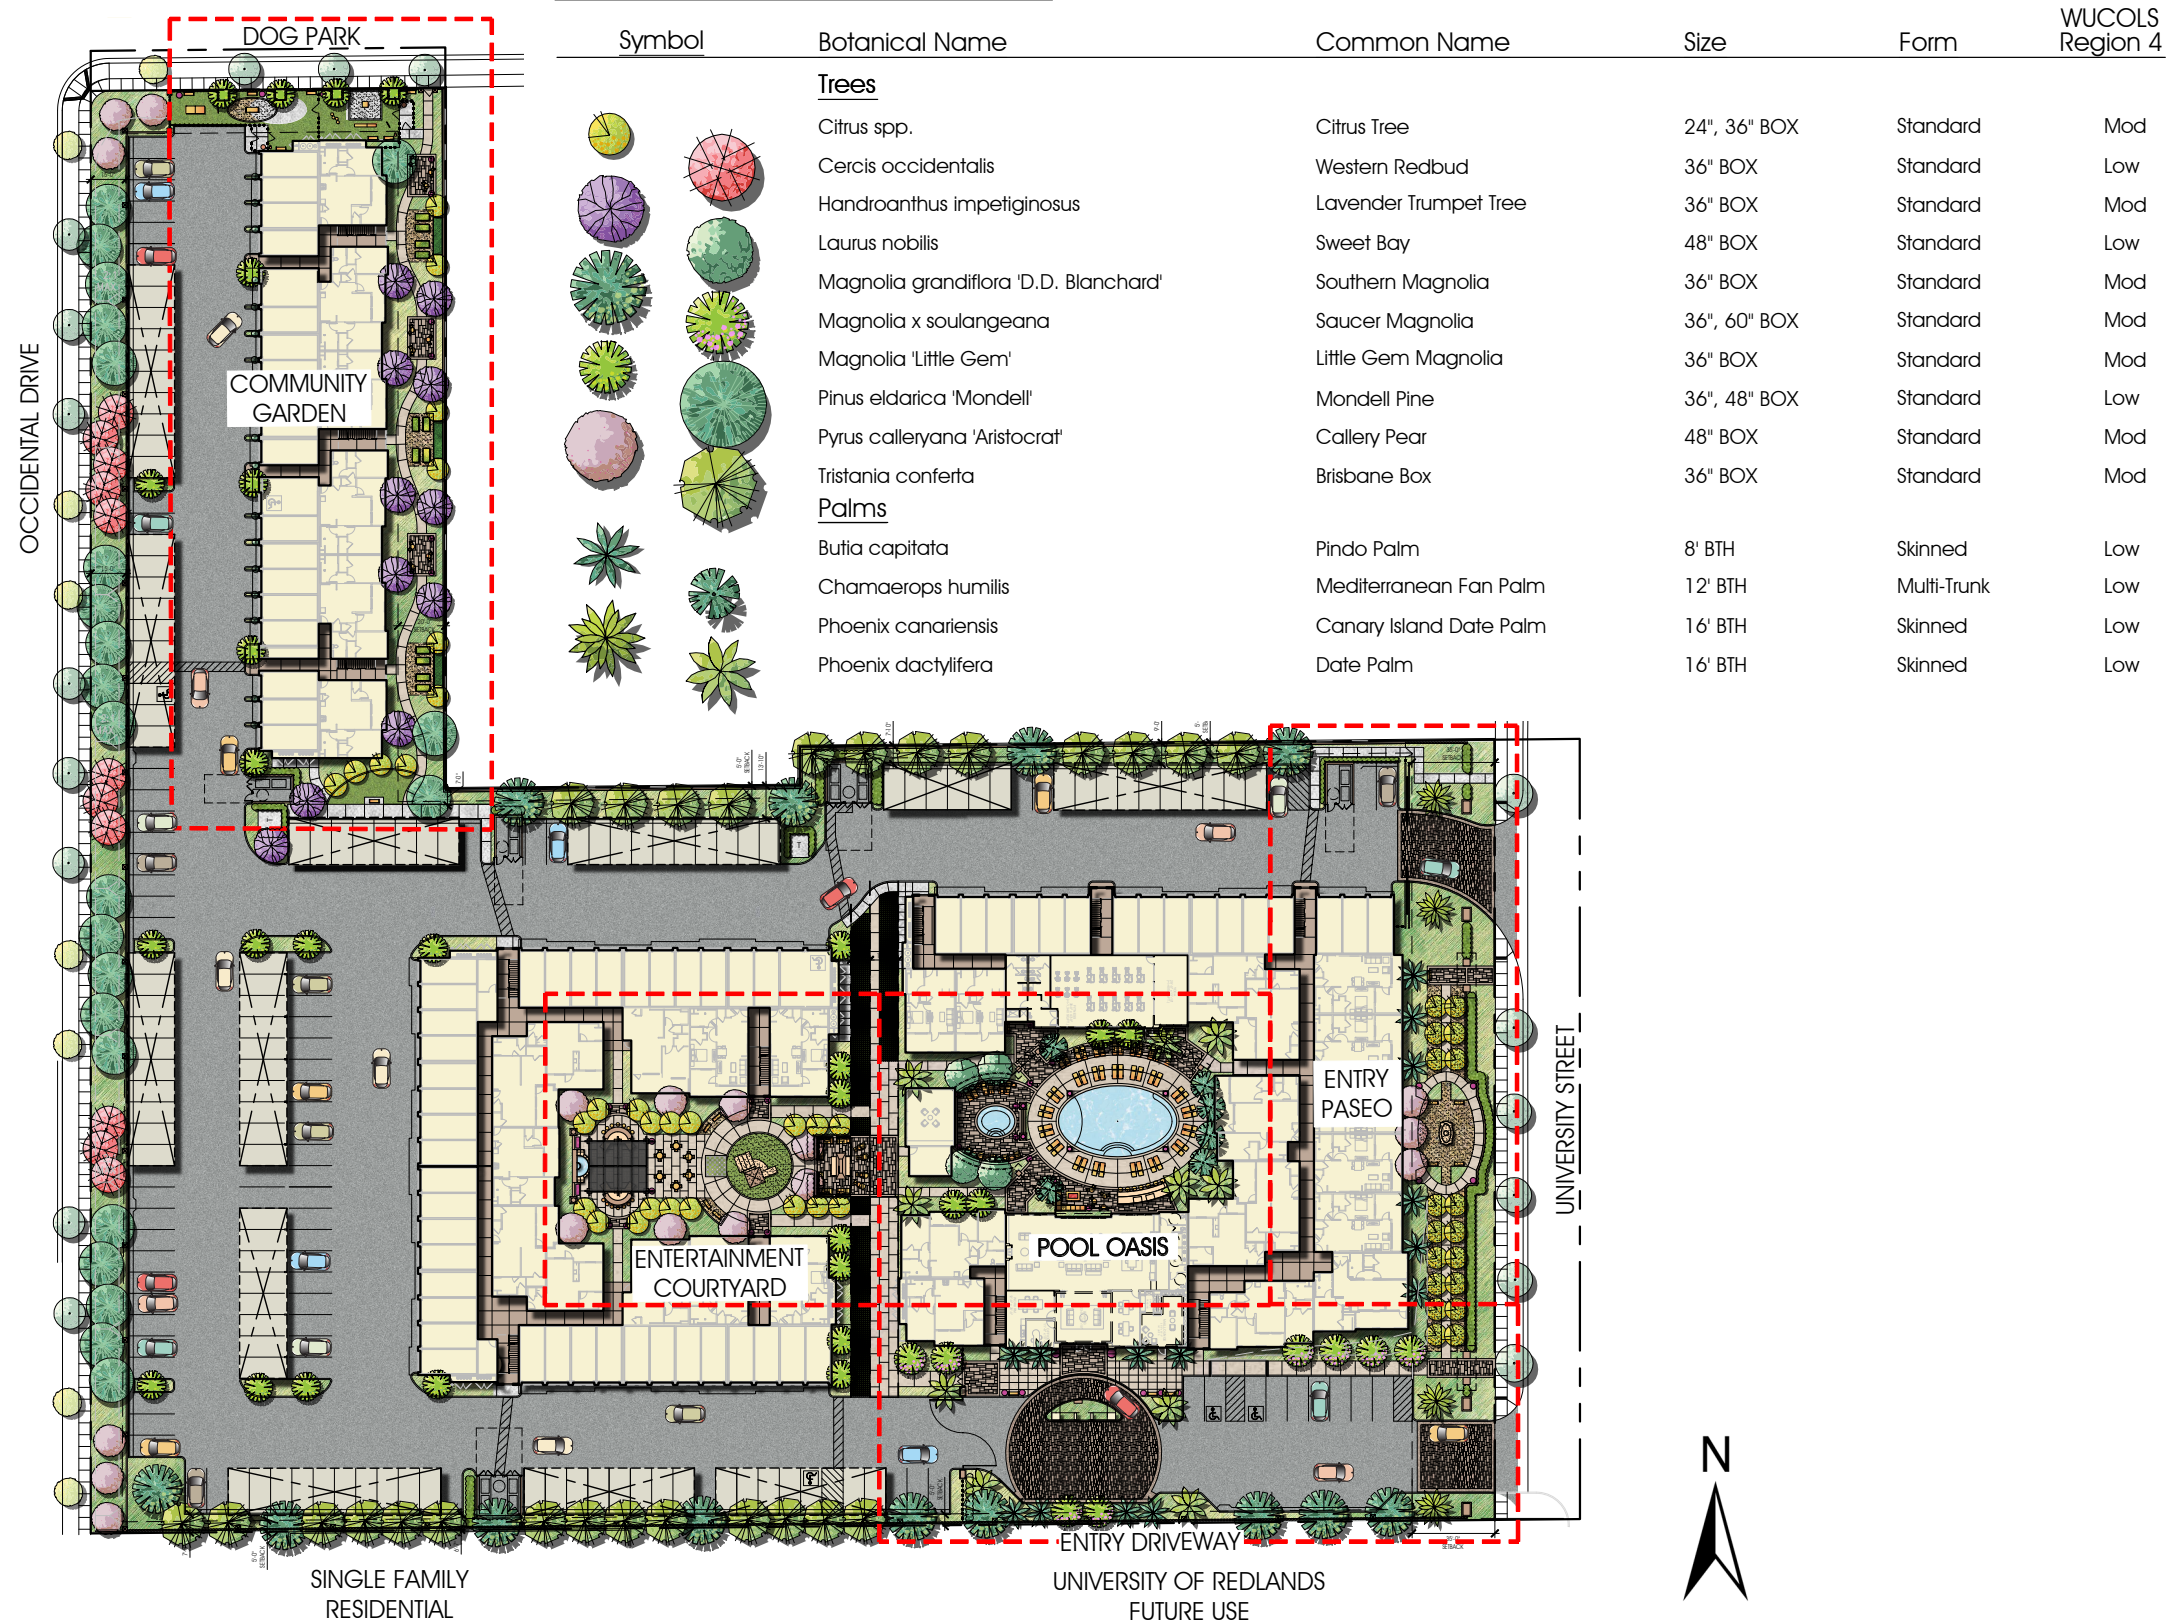 DOG PARK
Symbol Botanical Name Common Name Size Form WUCOLS Region 4
Trees
Citrus spp. Citrus Tree 24", 36" BOX Standard Mod
Cercis occidentalis Western Redbud 36" BOX Standard Low
Handroanthus impetiginosus Lavender Trumpet Tree 36" BOX Standard Mod
Laurus nobilis Sweet Bay 48" BOX Standard Low
Magnolia grandiflora 'D.D. Blanchard' Southern Magnolia 36" BOX Standard Mod
Magnolia x soulangeana Saucer Magnolia 36", 60" BOX Standard Mod
Magnolia 'Little Gem' Little Gem Magnolia 36" BOX Standard Mod
Pinus eldarica 'Mondell' Mondell Pine 36", 48" BOX Standard Low
Pyrus calleryana 'Aristocrat' Callery Pear 48" BOX Standard Mod
Tristania conferta Brisbane Box 36" BOX Standard Mod
Palms
Butia capitata Pindo Palm 8' BTH Skinned Low
Chamaerops humilis Mediterranean Fan Palm 12' BTH Multi-Trunk Low
Phoenix canariensis Canary Island Date Palm 16' BTH Skinned Low
Phoenix dactylifera Date Palm 16' BTH Skinned Low
OCCIDENTAL DRIVE
COMMUNITY
GARDEN
ENTRY
PASEO
UNIVERSITY STREET
POOL OASIS
ENTERTAINMENT
COURTYARD
ENTRY DRIVEWAY
SINGLE FAMILY
RESIDENTIAL
UNIVERSITY OF REDLANDS
FUTURE USE
N